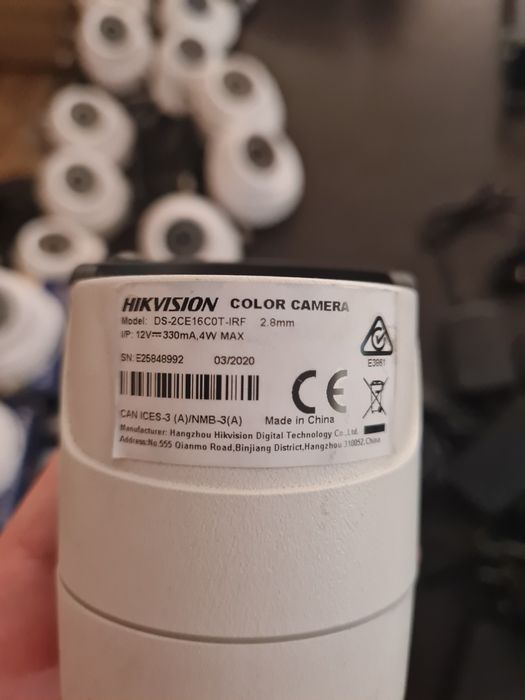 HIKVISION COLOR CAMERA
Model: DS-2CE16C0T-IRF 2.8mm
I/P: 12V⎓330mA,4W MAX
SN: E25848992 03/2020
E3861
CE
CAN ICES-3 (A)/NMB-3(A) Made in China
Manufacturer: Hangzhou Hikvision Digital Technology Co.,Ltd.
Address:No.555 Qianmo Road,Binjiang District,Hangzhou 310052,China